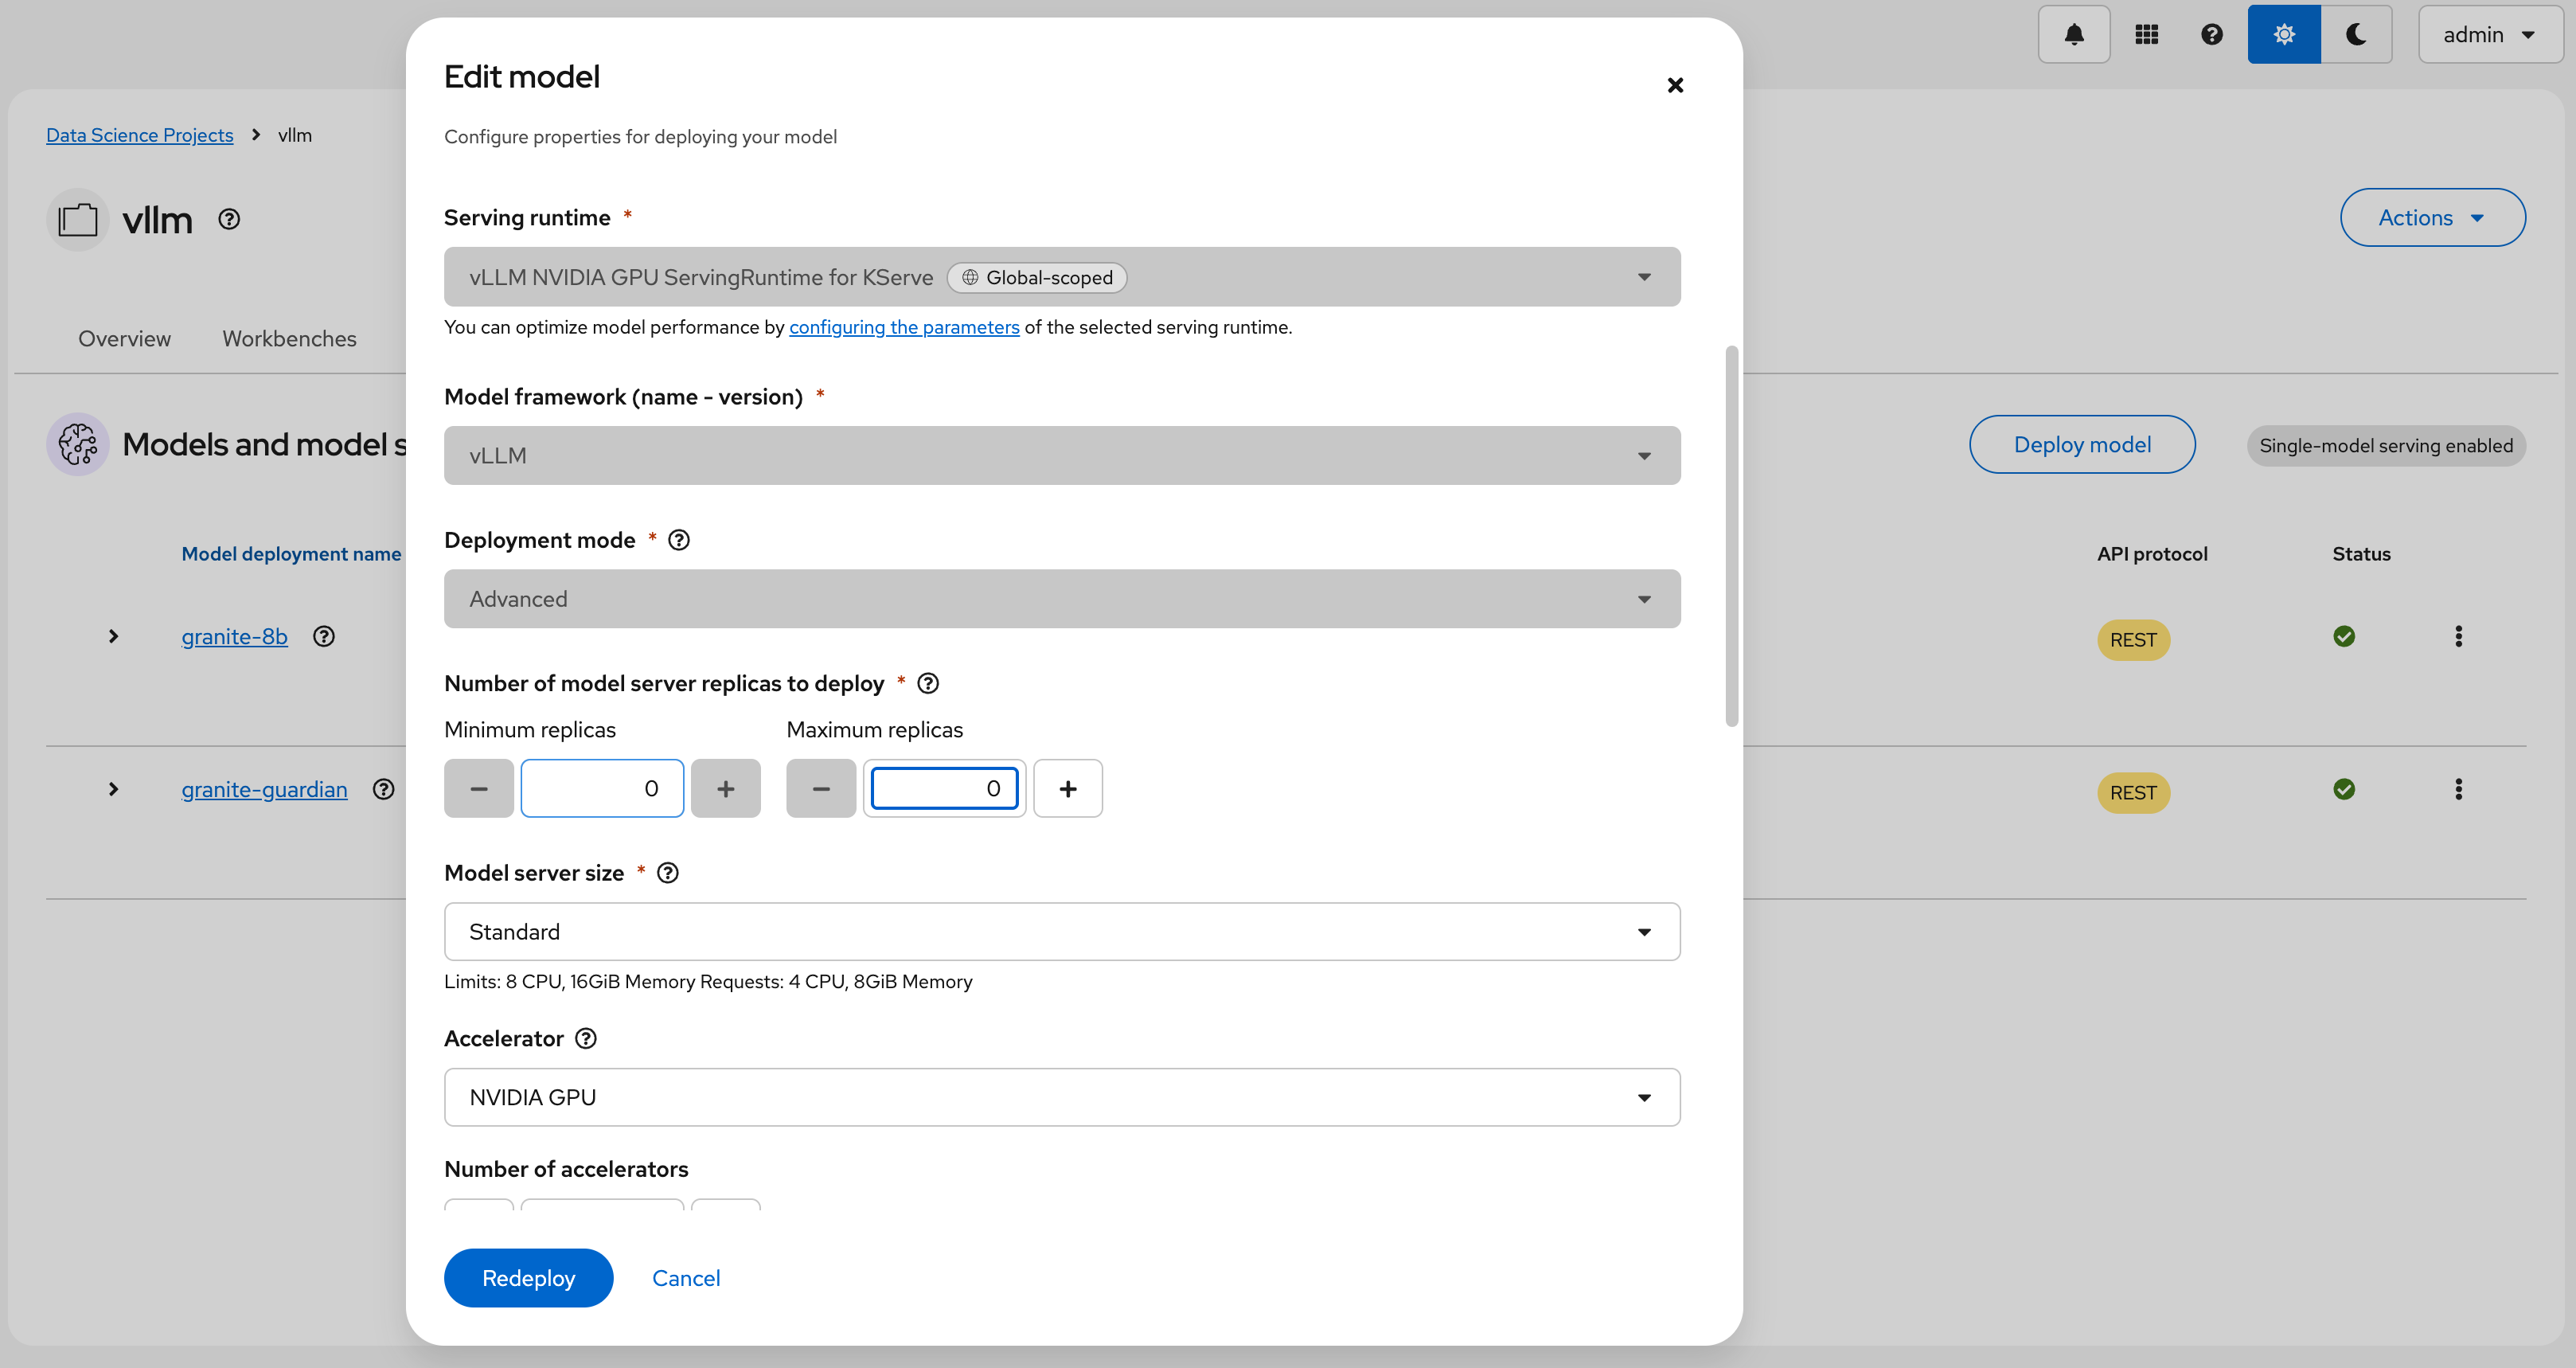 admin
Data Science Projects > vllm
vllm
Actions
Overview Workbenches
Models and model s
Deploy model
Single-model serving enabled
Model deployment name
API protocol
Status
granite-8b
REST
granite-guardian
REST
Edit model
Configure properties for deploying your model
Serving runtime *
vLLM NVIDIA GPU ServingRuntime for KServe Global-scoped
You can optimize model performance by configuring the parameters of the selected serving runtime.
Model framework (name - version) *
vLLM
Deployment mode *
Advanced
Number of model server replicas to deploy *
Minimum replicas Maximum replicas
− 0 + − 0 +
Model server size *
Standard
Limits: 8 CPU, 16GiB Memory Requests: 4 CPU, 8GiB Memory
Accelerator
NVIDIA GPU
Number of accelerators
Redeploy Cancel